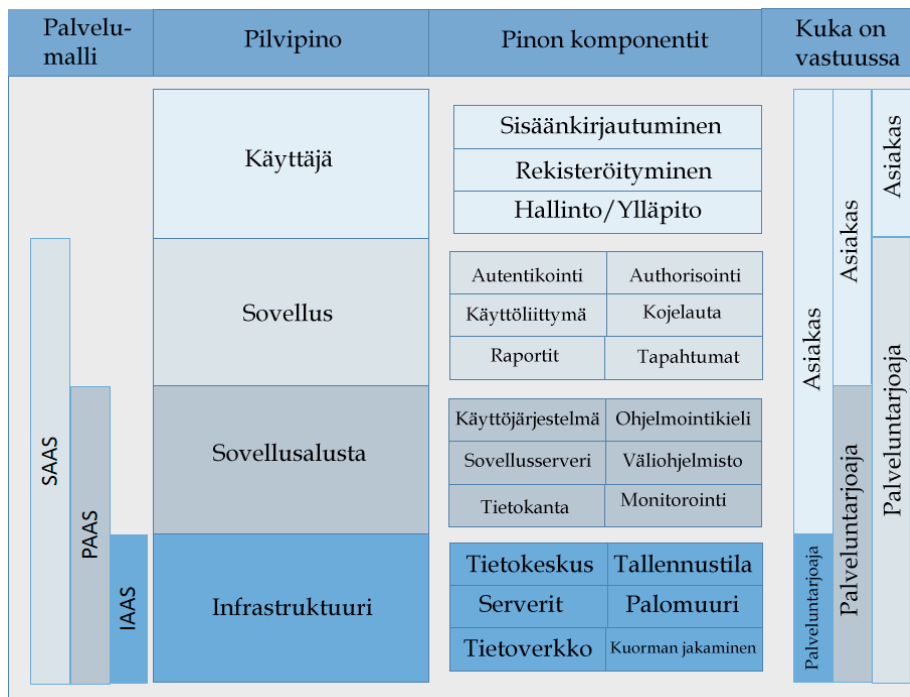 Palvelu-
malli
Pilvipino
Pinon komponentit
Kuka on
vastuussa
Käyttäjä
Sisäänkirjautuminen
Rekisteröityminen
Hallinto/Ylläpito
Sovellus
Autentikointi
Authorisointi
Käyttöliittymä
Kojelauta
Raportit
Tapahtumat
Sovellusalusta
Käyttöjärjestelmä
Ohjelmointikieli
Sovellusserveri
Väliohjelmisto
Tietokanta
Monitorointi
Infrastruktuuri
Tietokeskus
Tallennustila
Serverit
Palomuuri
Tietoverkko
Kuorman jakaminen
SAAS
PAAS
IAAS
Asiakas
Palveluntarjoaja
Asiakas
Palveluntarjoaja
Asiakas
Palveluntarjoaja